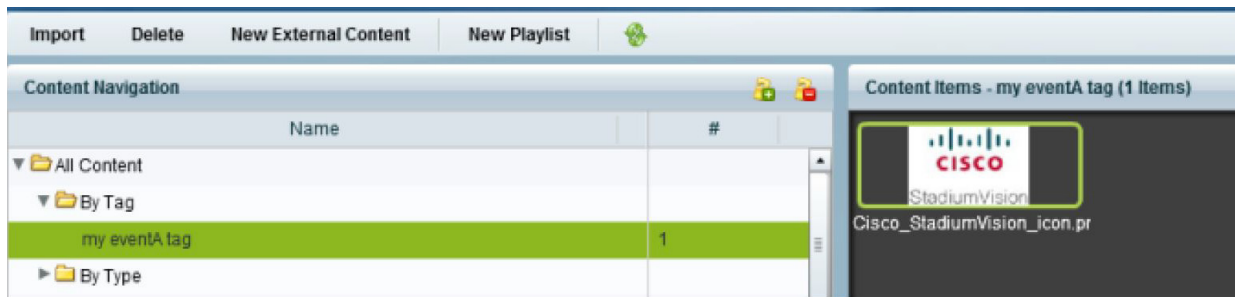 Import Delete New External Content New Playlist
Content Navigation
Name #
All Content
By Tag
my eventA tag 1
By Type
Content Items - my eventA tag (1 Items)
CISCO
StadiumVision
Cisco_StadiumVision_icon.pr